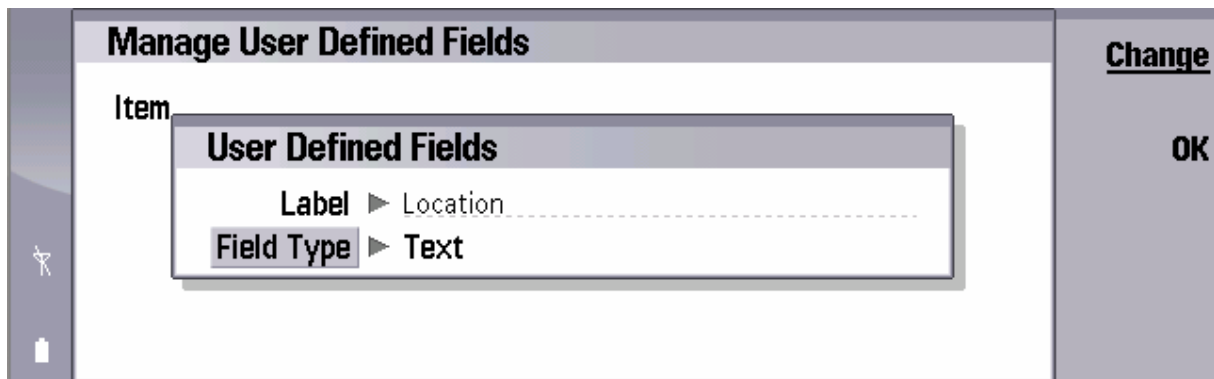 Manage User Defined Fields
Change
Item
User Defined Fields
OK
Label Location
Field Type Text